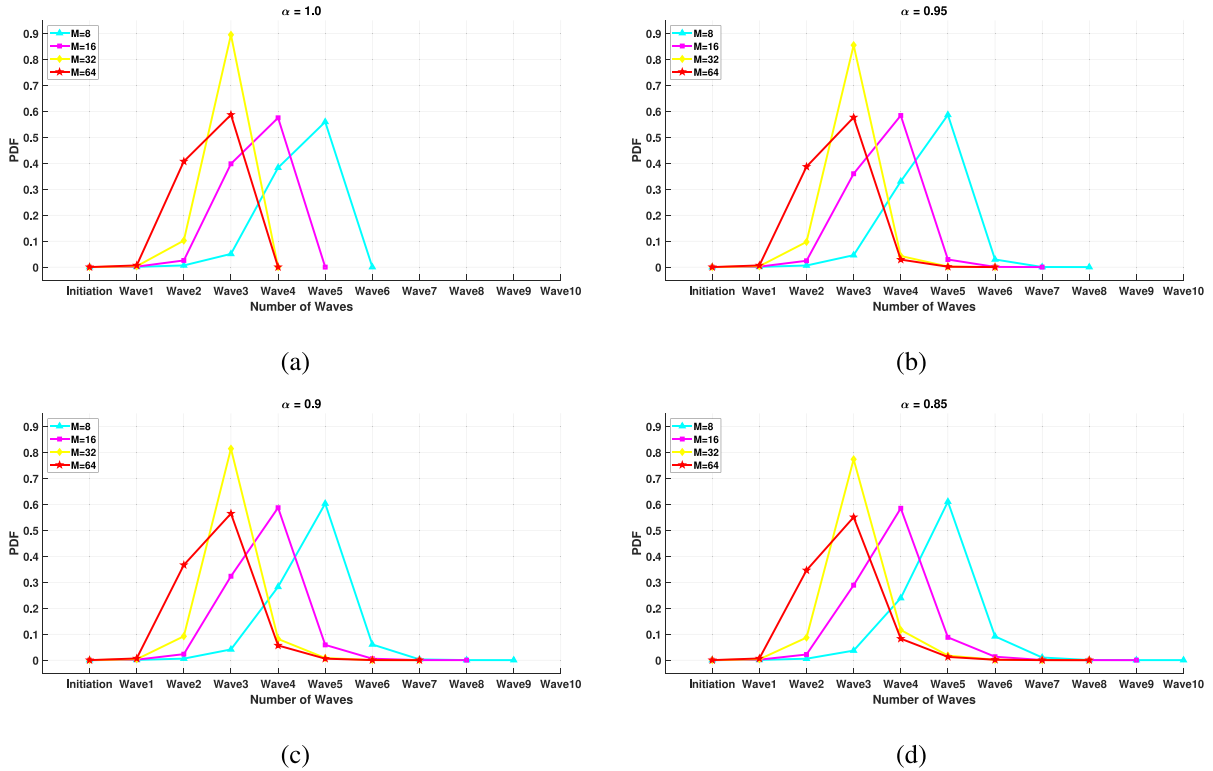 α = 1.0
M=8
M=16
M=32
M=64
0.9
0.8
0.7
0.6
0.5
0.4
0.3
0.2
0.1
0
PDF
Initiation Wave1 Wave2 Wave3 Wave4 Wave5 Wave6 Wave7 Wave8 Wave9 Wave10
Number of Waves
(a)
α = 0.95
M=8
M=16
M=32
M=64
0.9
0.8
0.7
0.6
0.5
0.4
0.3
0.2
0.1
0
PDF
Initiation Wave1 Wave2 Wave3 Wave4 Wave5 Wave6 Wave7 Wave8 Wave9 Wave10
Number of Waves
(b)
α = 0.9
M=8
M=16
M=32
M=64
0.9
0.8
0.7
0.6
0.5
0.4
0.3
0.2
0.1
0
PDF
Initiation Wave1 Wave2 Wave3 Wave4 Wave5 Wave6 Wave7 Wave8 Wave9 Wave10
Number of Waves
(c)
α = 0.85
M=8
M=16
M=32
M=64
0.9
0.8
0.7
0.6
0.5
0.4
0.3
0.2
0.1
0
PDF
Initiation Wave1 Wave2 Wave3 Wave4 Wave5 Wave6 Wave7 Wave8 Wave9 Wave10
Number of Waves
(d)